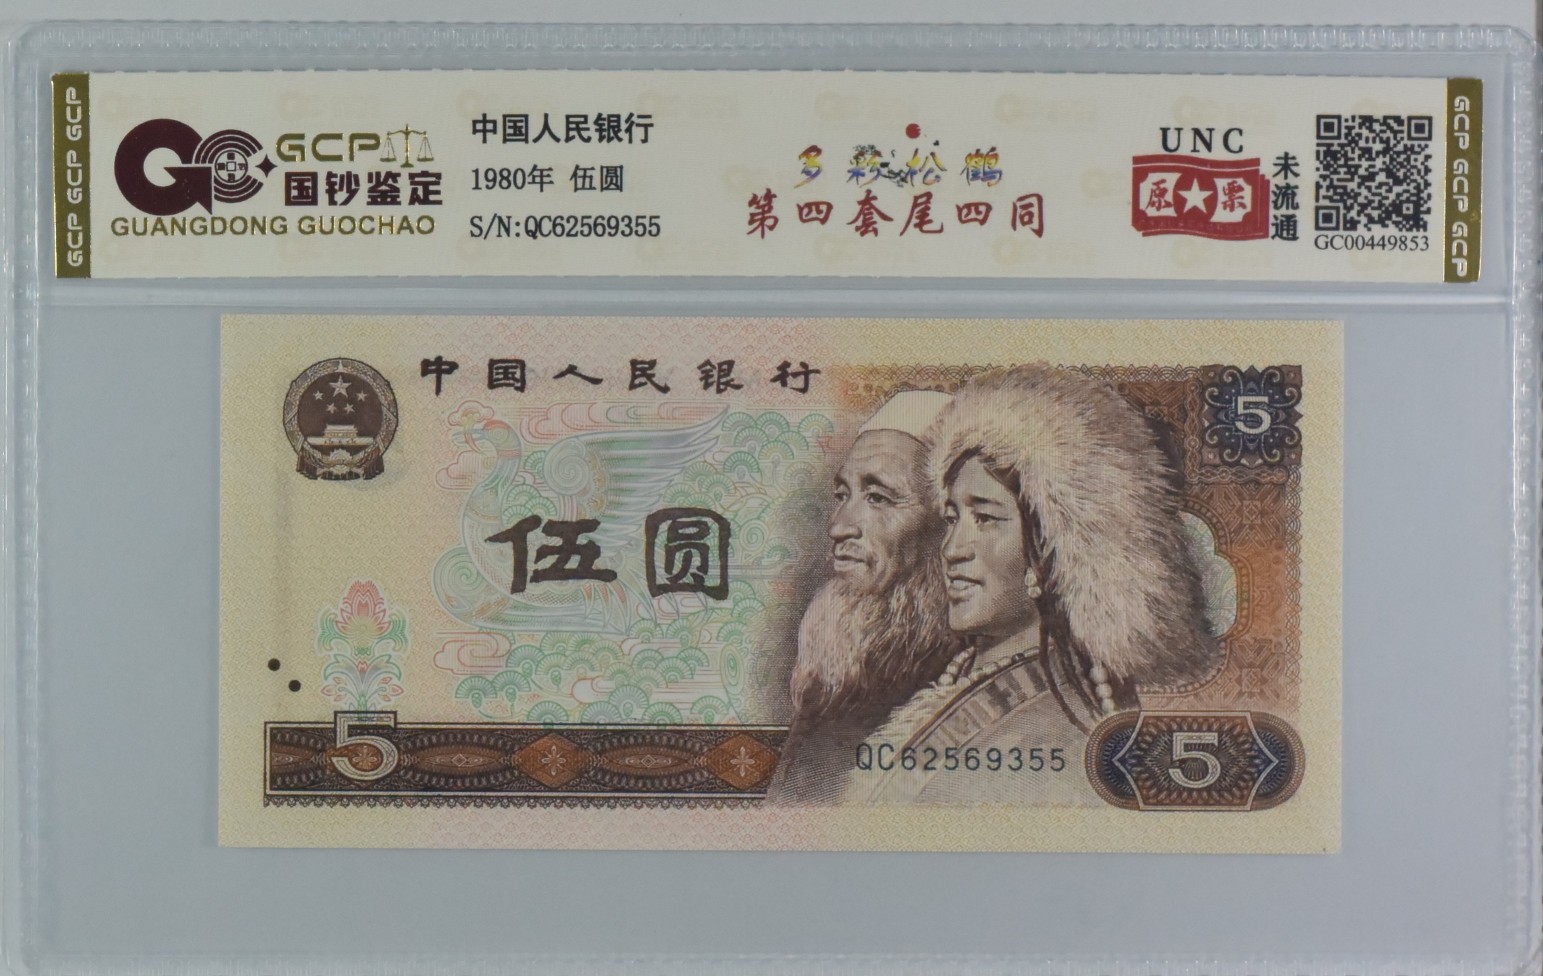 GCP GCP GCP
GCP
国钞鉴定
GUANGDONG GUOCHAO
中国人民银行
1980年 伍圆
S/N:QC62569355
多彩松鹤
第四套尾四同
UNC
原票
未流通
GC00449853
GCP GCP GCP
中国人民银行
5
伍圆
5
QC62569355
5